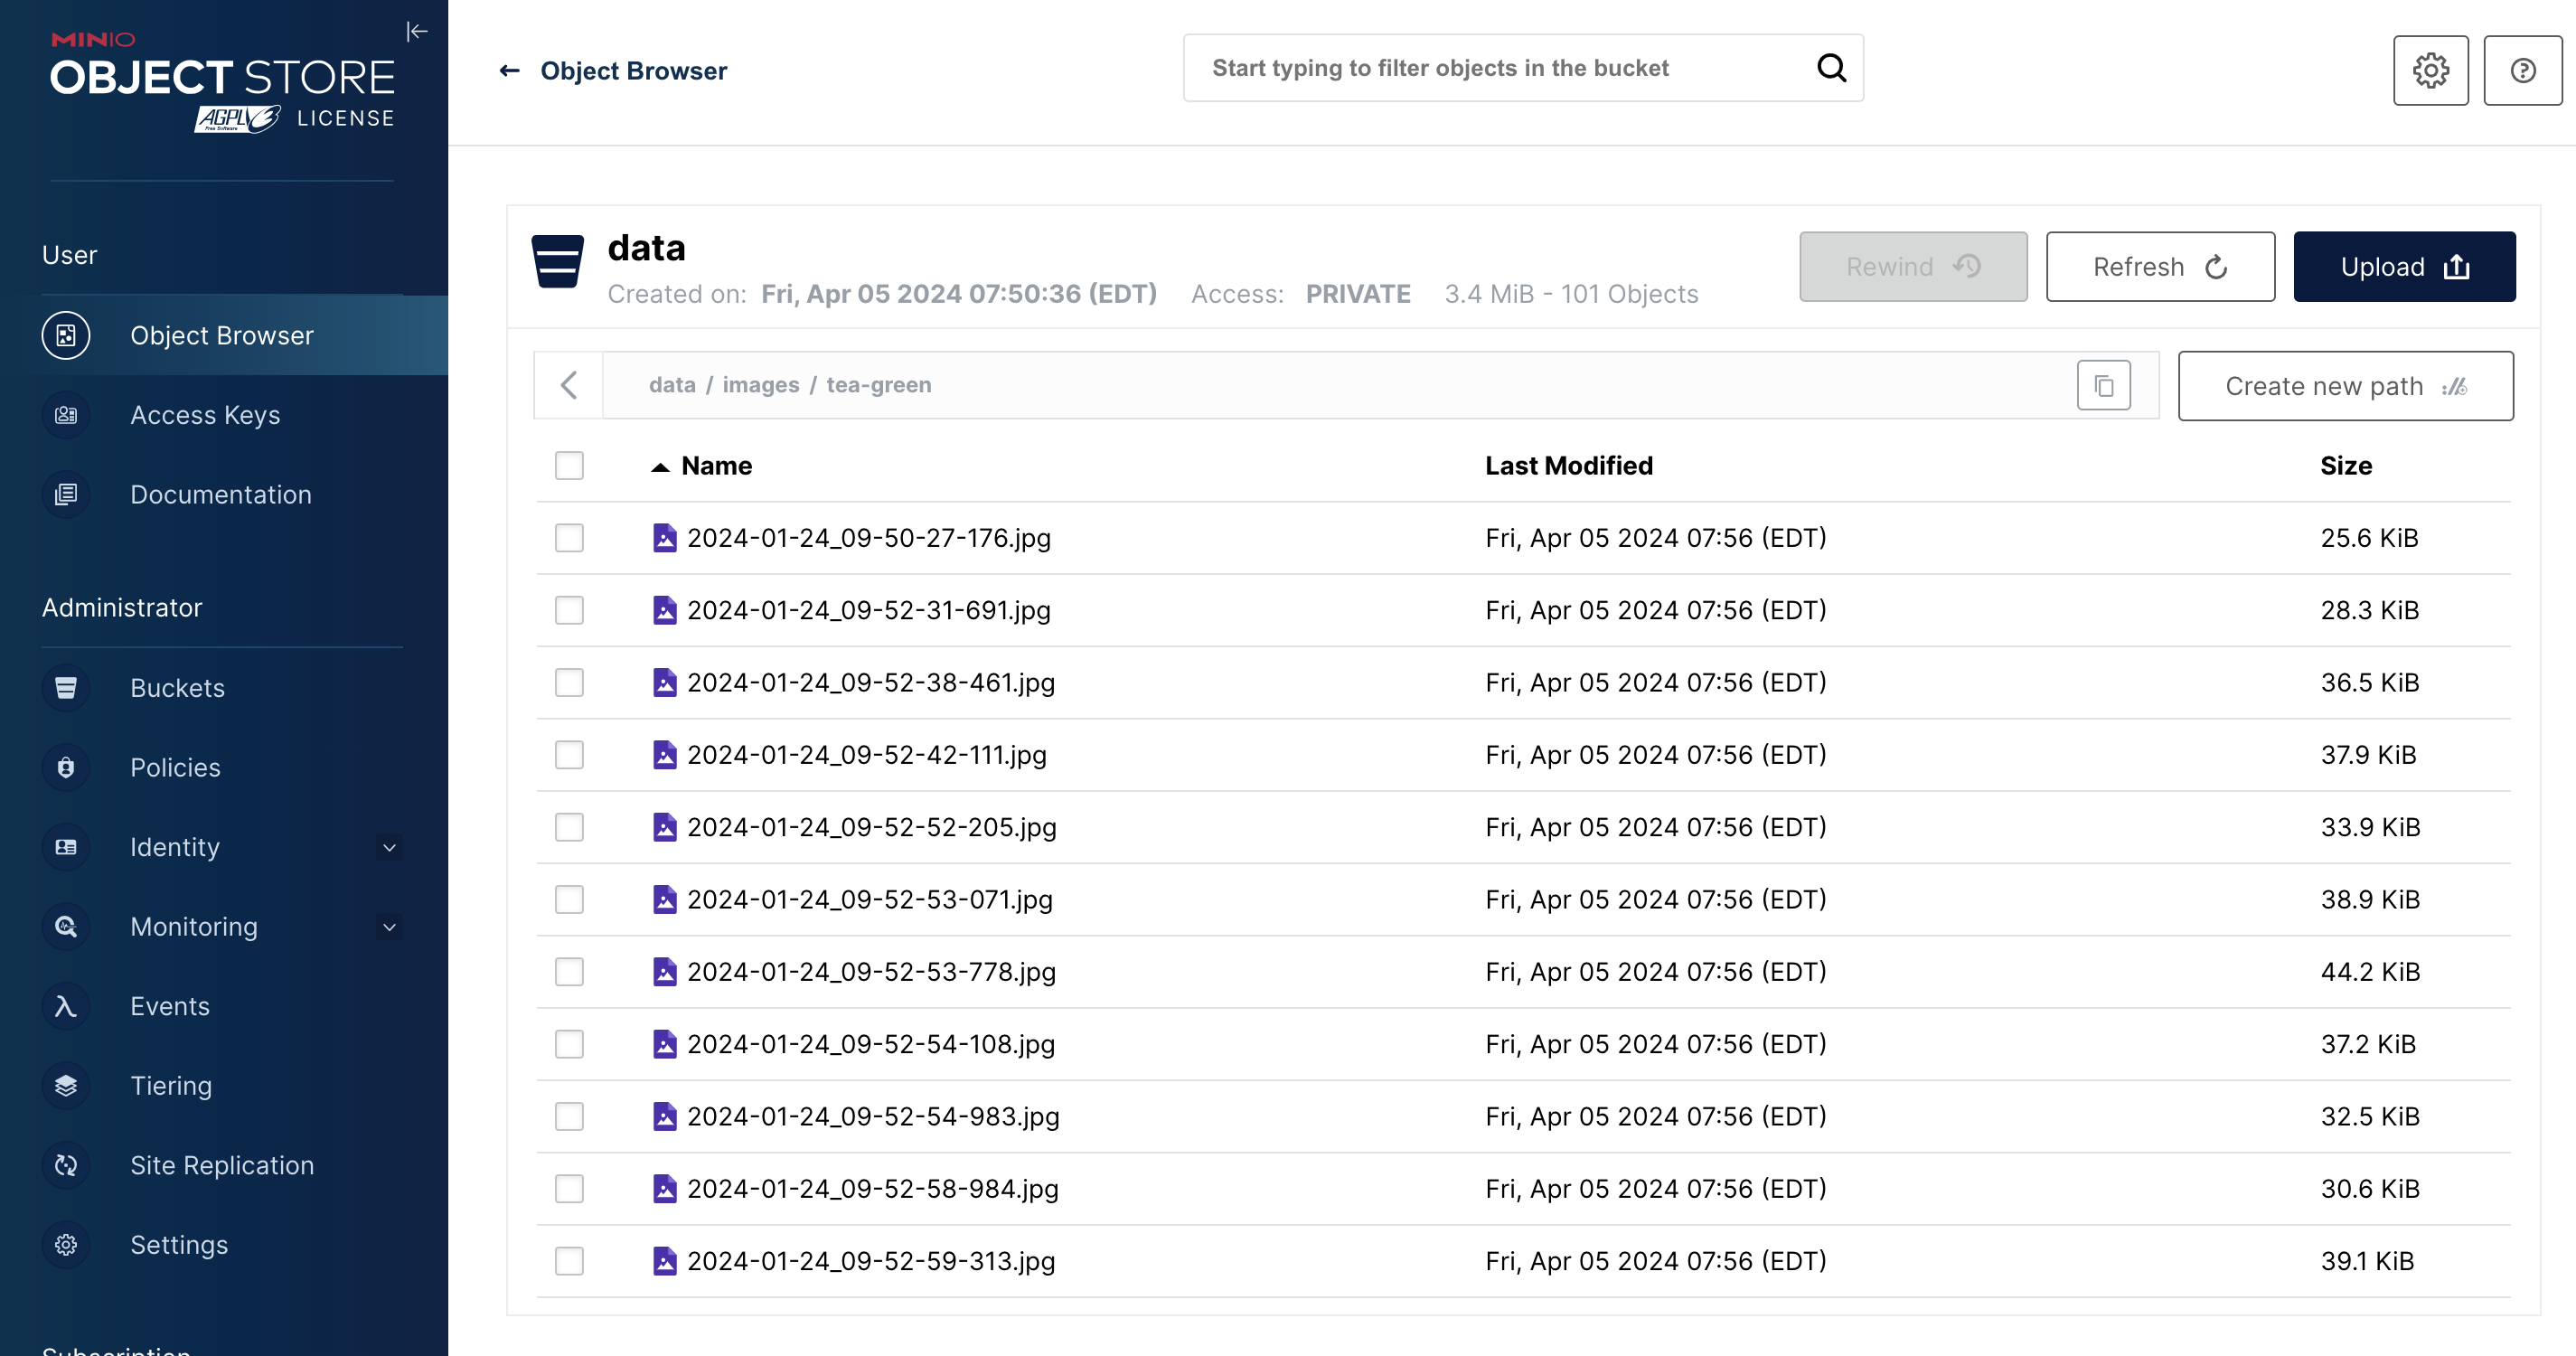 MINIO
OBJECT STORE
AGPL v3 Free Software LICENSE
User
Object Browser
Access Keys
Documentation
Administrator
Buckets
Policies
Identity
Monitoring
Events
Tiering
Site Replication
Settings
Subscription
Object Browser
Start typing to filter objects in the bucket
data
Created on: Fri, Apr 05 2024 07:50:36 (EDT) Access: PRIVATE 3.4 MiB - 101 Objects
Rewind
Refresh
Upload
data / images / tea-green
Create new path
Name Last Modified Size
2024-01-24_09-50-27-176.jpg Fri, Apr 05 2024 07:56 (EDT) 25.6 KiB
2024-01-24_09-52-31-691.jpg Fri, Apr 05 2024 07:56 (EDT) 28.3 KiB
2024-01-24_09-52-38-461.jpg Fri, Apr 05 2024 07:56 (EDT) 36.5 KiB
2024-01-24_09-52-42-111.jpg Fri, Apr 05 2024 07:56 (EDT) 37.9 KiB
2024-01-24_09-52-52-205.jpg Fri, Apr 05 2024 07:56 (EDT) 33.9 KiB
2024-01-24_09-52-53-071.jpg Fri, Apr 05 2024 07:56 (EDT) 38.9 KiB
2024-01-24_09-52-53-778.jpg Fri, Apr 05 2024 07:56 (EDT) 44.2 KiB
2024-01-24_09-52-54-108.jpg Fri, Apr 05 2024 07:56 (EDT) 37.2 KiB
2024-01-24_09-52-54-983.jpg Fri, Apr 05 2024 07:56 (EDT) 32.5 KiB
2024-01-24_09-52-58-984.jpg Fri, Apr 05 2024 07:56 (EDT) 30.6 KiB
2024-01-24_09-52-59-313.jpg Fri, Apr 05 2024 07:56 (EDT) 39.1 KiB